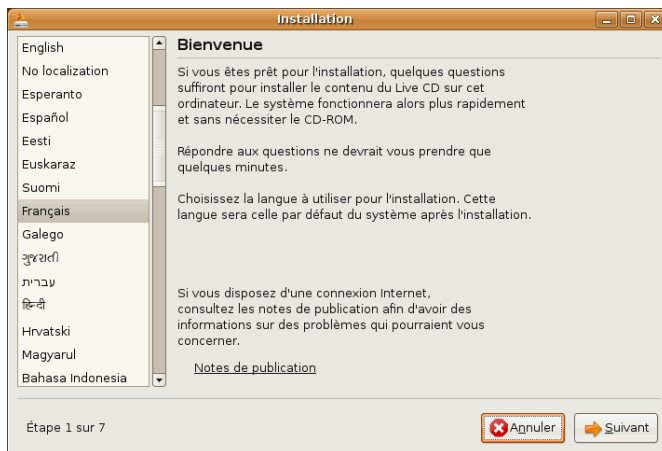 Installation
English
No localization
Esperanto
Español
Eesti
Euskaraz
Suomi
Français
Galego
ગુજરાતી
עברית
हिन्दी
Hrvatski
Magyarul
Bahasa Indonesia
Bienvenue
Si vous êtes prêt pour l'installation, quelques questions
suffiront pour installer le contenu du Live CD sur cet
ordinateur. Le système fonctionnera alors plus rapidement
et sans nécessiter le CD-ROM.
Répondre aux questions ne devrait vous prendre que
quelques minutes.
Choisissez la langue à utiliser pour l'installation. Cette
langue sera celle par défaut du système après l'installation.
Si vous disposez d'une connexion Internet,
consultez les notes de publication afin d'avoir des
informations sur des problèmes qui pourraient vous
concerner.
Notes de publication
Étape 1 sur 7
Annuler
Suivant